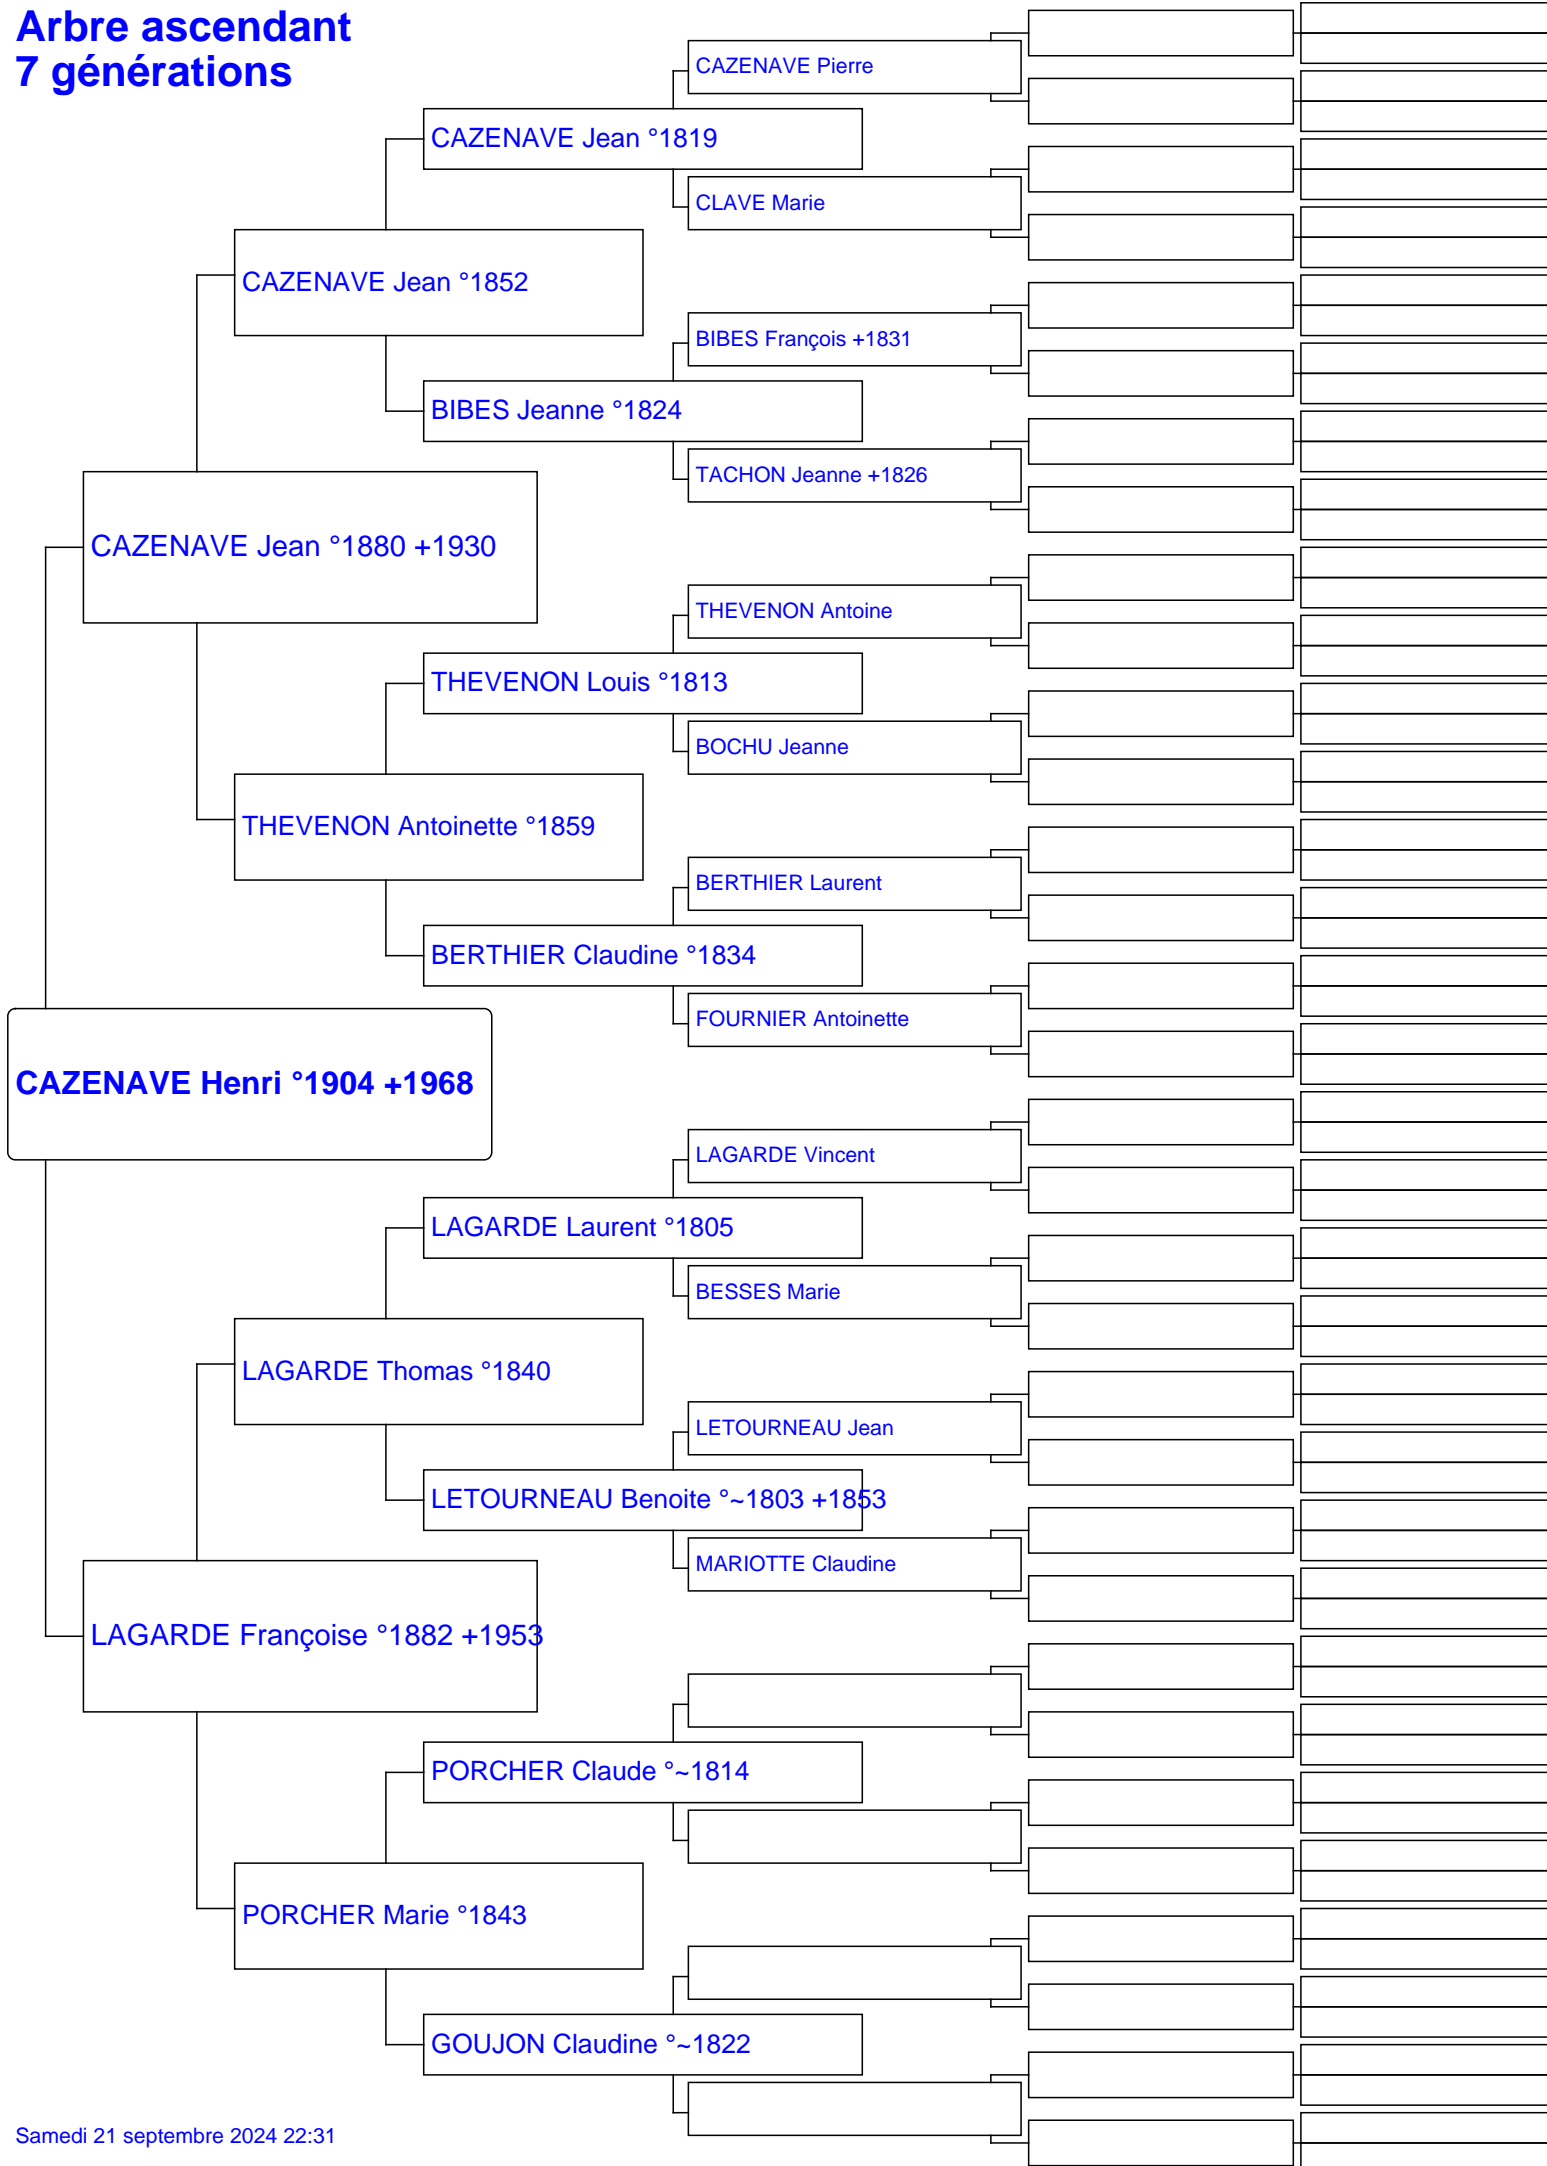 Arbre ascendant
7 générations
CAZENAVE Pierre
CAZENAVE Jean °1819
CLAVE Marie
CAZENAVE Jean °1852
BIBES François +1831
BIBES Jeanne °1824
TACHON Jeanne +1826
CAZENAVE Jean °1880 +1930
THEVENON Antoine
THEVENON Louis °1813
BOCHU Jeanne
THEVENON Antoinette °1859
BERTHIER Laurent
BERTHIER Claudine °1834
FOURNIER Antoinette
CAZENAVE Henri °1904 +1968
LAGARDE Vincent
LAGARDE Laurent °1805
BESSES Marie
LAGARDE Thomas °1840
LETOURNEAU Jean
LETOURNEAU Benoite °~1803 +1853
MARIOTTE Claudine
LAGARDE Françoise °1882 +1953
PORCHER Claude °~1814
PORCHER Marie °1843
GOUJON Claudine °~1822
Samedi 21 septembre 2024 22:31